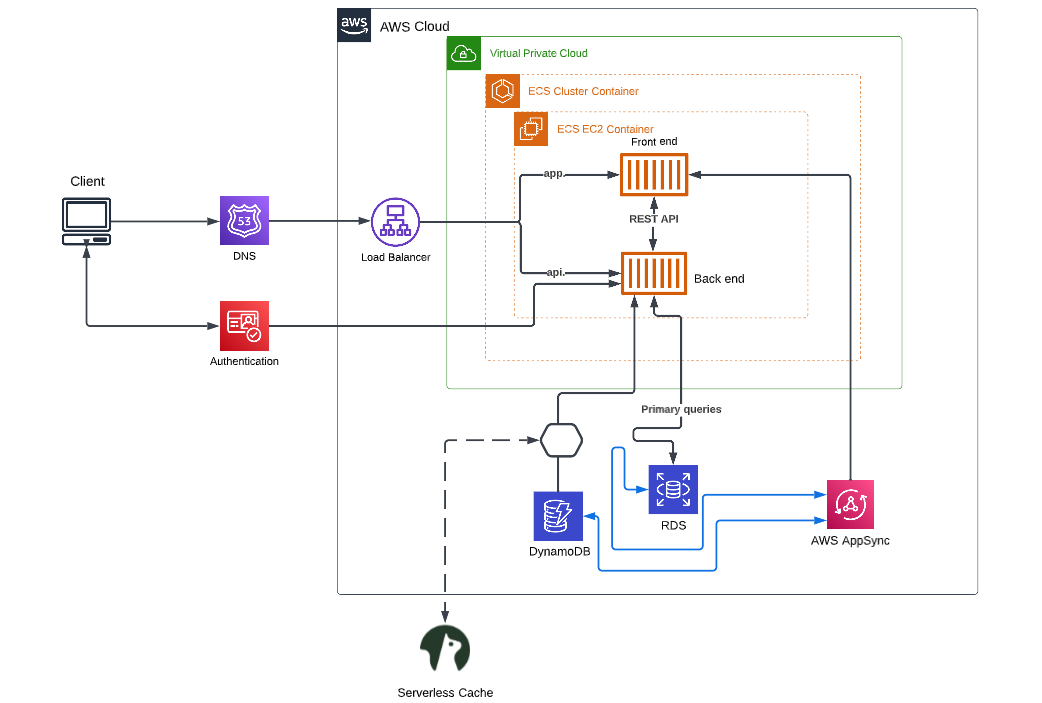 aws
AWS Cloud
Virtual Private Cloud
ECS Cluster Container
ECS EC2 Container
Front end
app.
Client
53
REST API
DNS
Load Balancer
api.
Back end
Authentication
Primary queries
RDS
AWS AppSync
DynamoDB
Serverless Cache